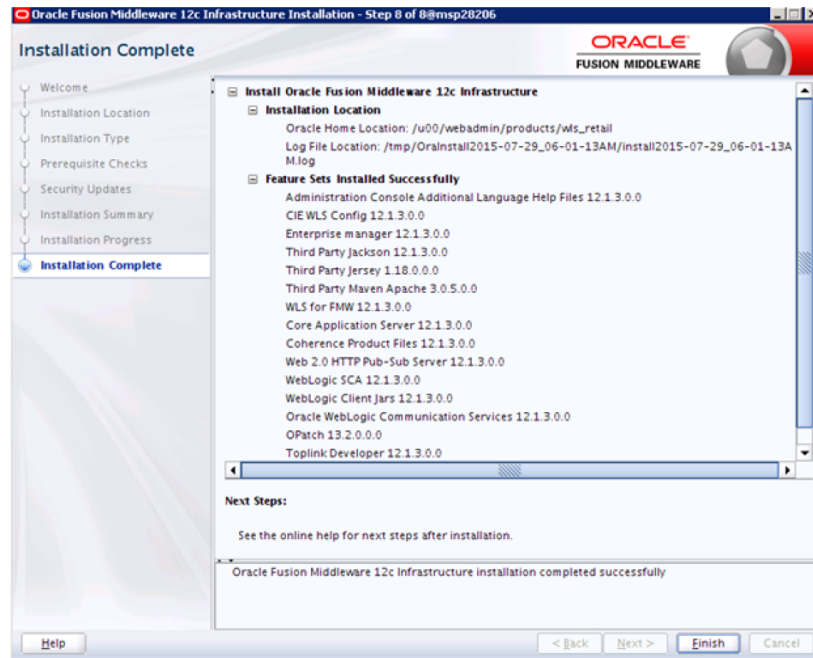 Oracle Fusion Middleware 12c Infrastructure Installation - Step 8 of 8@msp28206
Installation Complete
ORACLE
FUSION MIDDLEWARE
Welcome
Installation Location
Installation Type
Prerequisite Checks
Security Updates
Installation Summary
Installation Progress
Installation Complete
Install Oracle Fusion Middleware 12c Infrastructure
Installation Location
Oracle Home Location: /u00/webadmin/products/wls_retail
Log File Location: /tmp/OraInstall2015-07-29_06-01-13AM/install2015-07-29_06-01-13A
M.log
Feature Sets Installed Successfully
Administration Console Additional Language Help Files 12.1.3.0.0
CIE WLS Config 12.1.3.0.0
Enterprise manager 12.1.3.0.0
Third Party Jackson 12.1.3.0.0
Third Party Jersey 1.18.0.0.0
Third Party Maven Apache 3.0.5.0.0
WLS for FMW 12.1.3.0.0
Core Application Server 12.1.3.0.0
Coherence Product Files 12.1.3.0.0
Web 2.0 HTTP Pub-Sub Server 12.1.3.0.0
WebLogic SCA 12.1.3.0.0
WebLogic Client Jars 12.1.3.0.0
Oracle WebLogic Communication Services 12.1.3.0.0
OPatch 13.2.0.0.0
Toplink Developer 12.1.3.0.0
Next Steps:
See the online help for next steps after installation.
Oracle Fusion Middleware 12c Infrastructure installation completed successfully
Help
< Back
Next >
Finish
Cancel